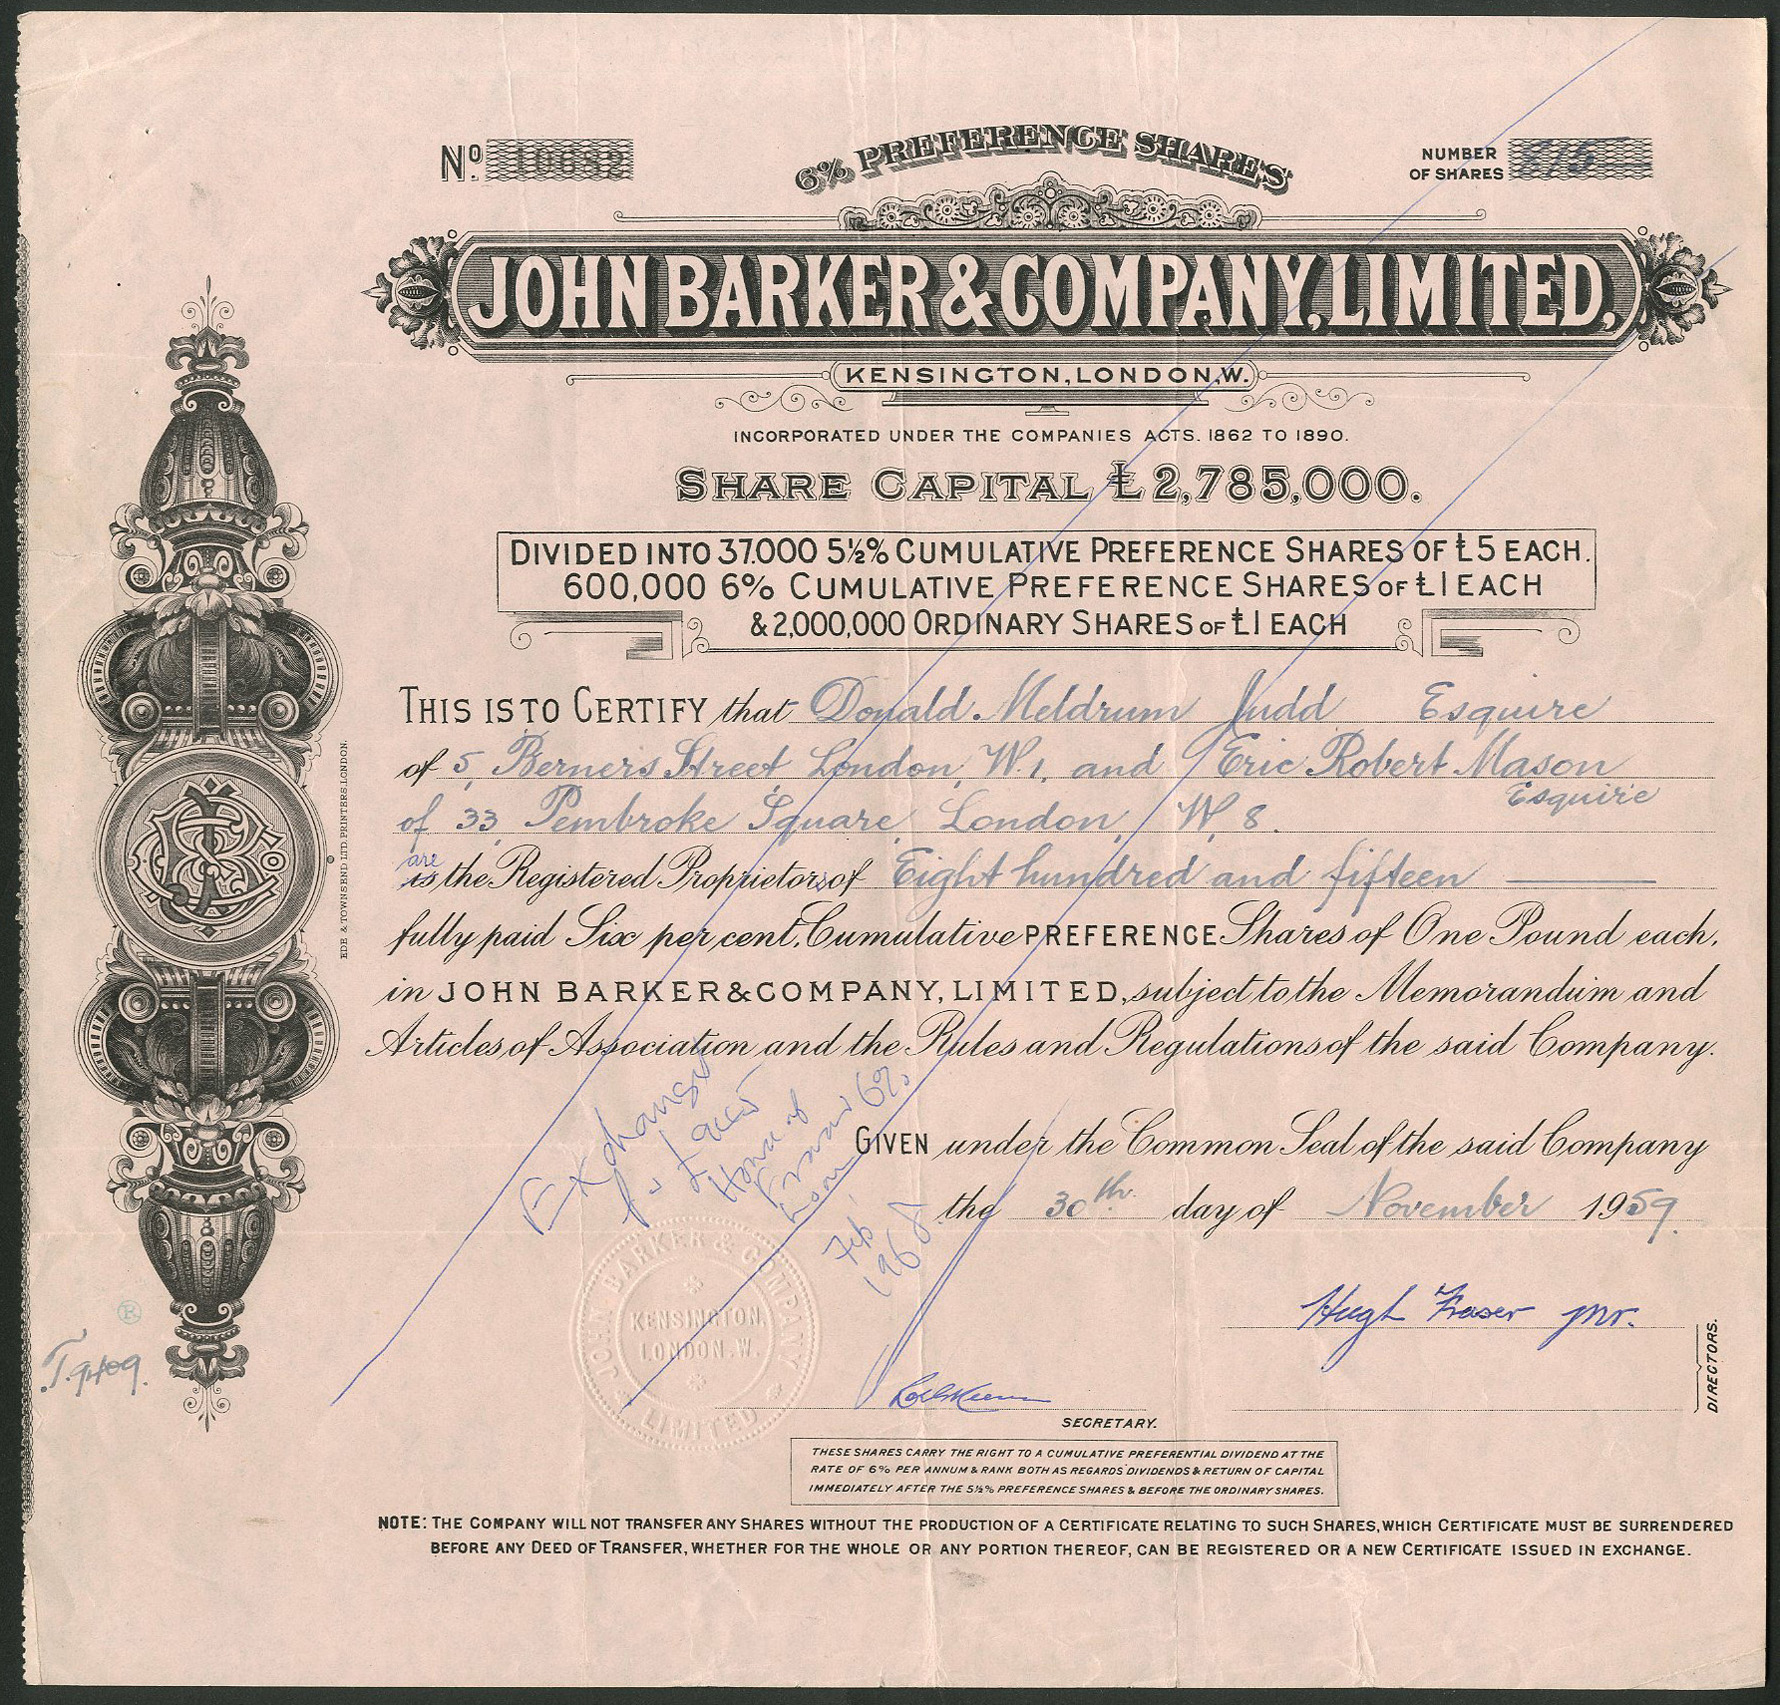 6% PREFERENCE SHARES
No. 10682
NUMBER
OF SHARES 815
JOHN BARKER & COMPANY, LIMITED,
KENSINGTON, LONDON, W.
INCORPORATED UNDER THE COMPANIES ACTS. 1862 TO 1890.
SHARE CAPITAL £2,785,000.
DIVIDED INTO 37.000 5½% CUMULATIVE PREFERENCE SHARES OF £5 EACH.
600,000 6% CUMULATIVE PREFERENCE SHARES OF £1 EACH
& 2,000,000 ORDINARY SHARES OF £1 EACH
THIS IS TO CERTIFY that Donald Meldrum Judd Esquire
of 5, Berners Street London, W.1. and Eric Robert Mason
Esquire
of 33 Pembroke Square, London, W. 8.
are
is the Registered Proprietors of Eight hundred and fifteen
fully paid Six per cent. Cumulative PREFERENCE Shares of One Pound each,
in JOHN BARKER & COMPANY, LIMITED, subject to the Memorandum and
Articles of Association and the Rules and Regulations of the said Company.
Exchanged
House of
Fraser 6%
Loan
Feb
GIVEN under the Common Seal of the said Company
the 30th. day of November 1959.
JOHN BARKER & COMPANY
KENSINGTON,
LONDON. W.
LIMITED
Hugh Fraser Jnr.
DIRECTORS.
SECRETARY.
T.9409.
R
EDE & TOWNSEND LTD. PRINTERS, LONDON.
THESE SHARES CARRY THE RIGHT TO A CUMULATIVE PREFERENTIAL DIVIDEND AT THE
RATE OF 6% PER ANNUM & RANK BOTH AS REGARDS DIVIDENDS & RETURN OF CAPITAL
IMMEDIATELY AFTER THE 5½% PREFERENCE SHARES & BEFORE THE ORDINARY SHARES.
NOTE: THE COMPANY WILL NOT TRANSFER ANY SHARES WITHOUT THE PRODUCTION OF A CERTIFICATE RELATING TO SUCH SHARES, WHICH CERTIFICATE MUST BE SURRENDERED
BEFORE ANY DEED OF TRANSFER, WHETHER FOR THE WHOLE OR ANY PORTION THEREOF, CAN BE REGISTERED OR A NEW CERTIFICATE ISSUED IN EXCHANGE.